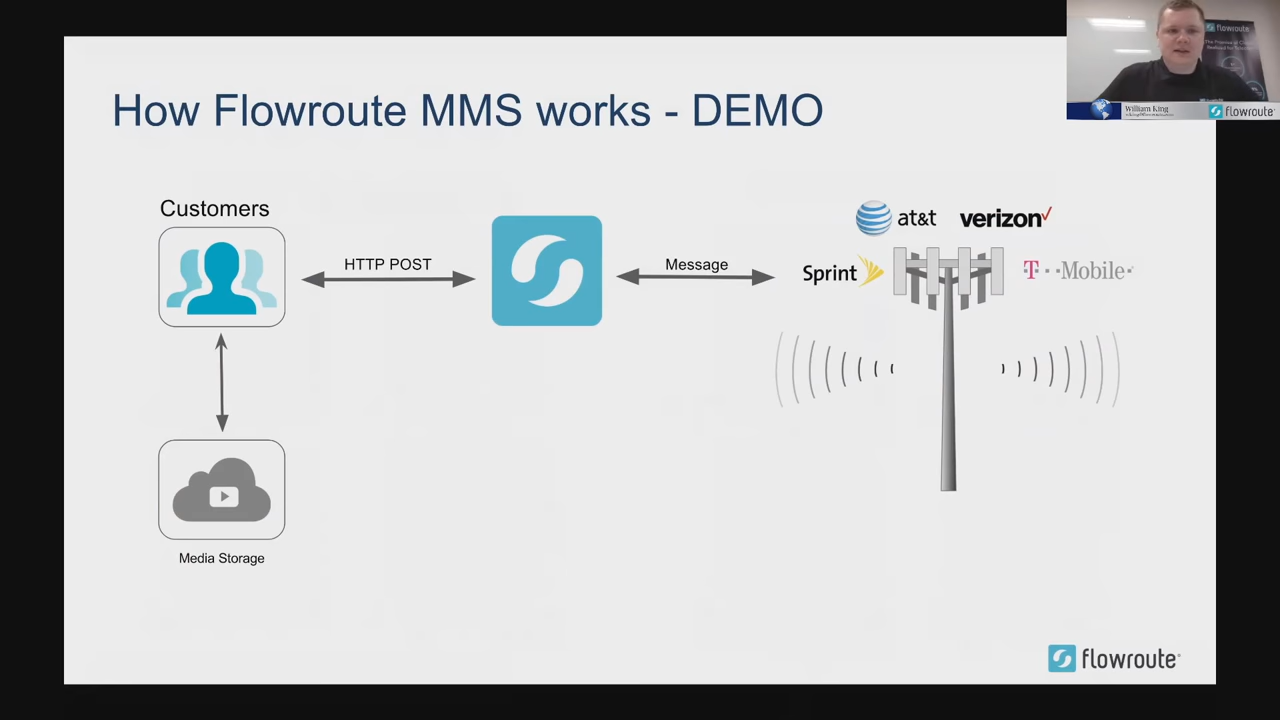 How Flowroute MMS works - DEMO
Customers
HTTP POST
Message
at&t
verizon
Sprint
T··Mobile·
Media Storage
flowroute
flowroute
William King
flowroute